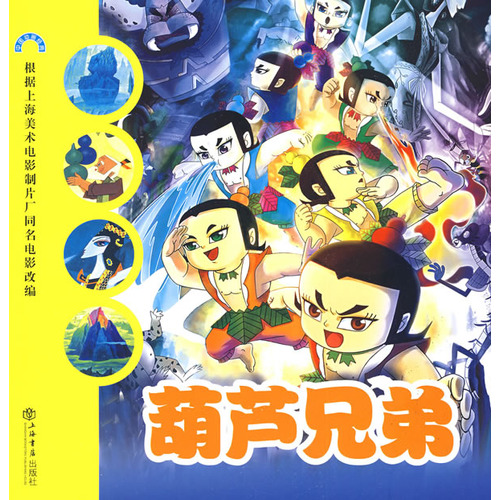 根据上海美术电影制片厂同名电影改编
葫芦兄弟
上海书店出版社